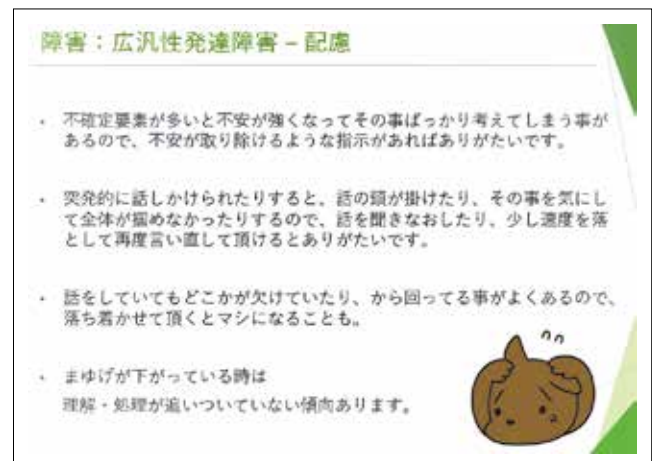 障害：広汎性発達障害 – 配慮
・ 不確定要素が多いと不安が強くなってその事ばっかり考えてしまう事が
あるので、不安が取り除けるような指示があればありがたいです。
・ 突発的に話しかけられたりすると、話の頭が掛けたり、その事を気にし
て全体が掴めなかったりするので、話を聞きなおしたり、少し速度を落
として再度言い直して頂けるとありがたいです。
・ 話をしていてもどこかが欠けていたり、から回ってる事がよくあるので、
落ち着かせて頂くとマシになることも。
・ まゆげが下がっている時は
理解・処理が追いついていない傾向あります。